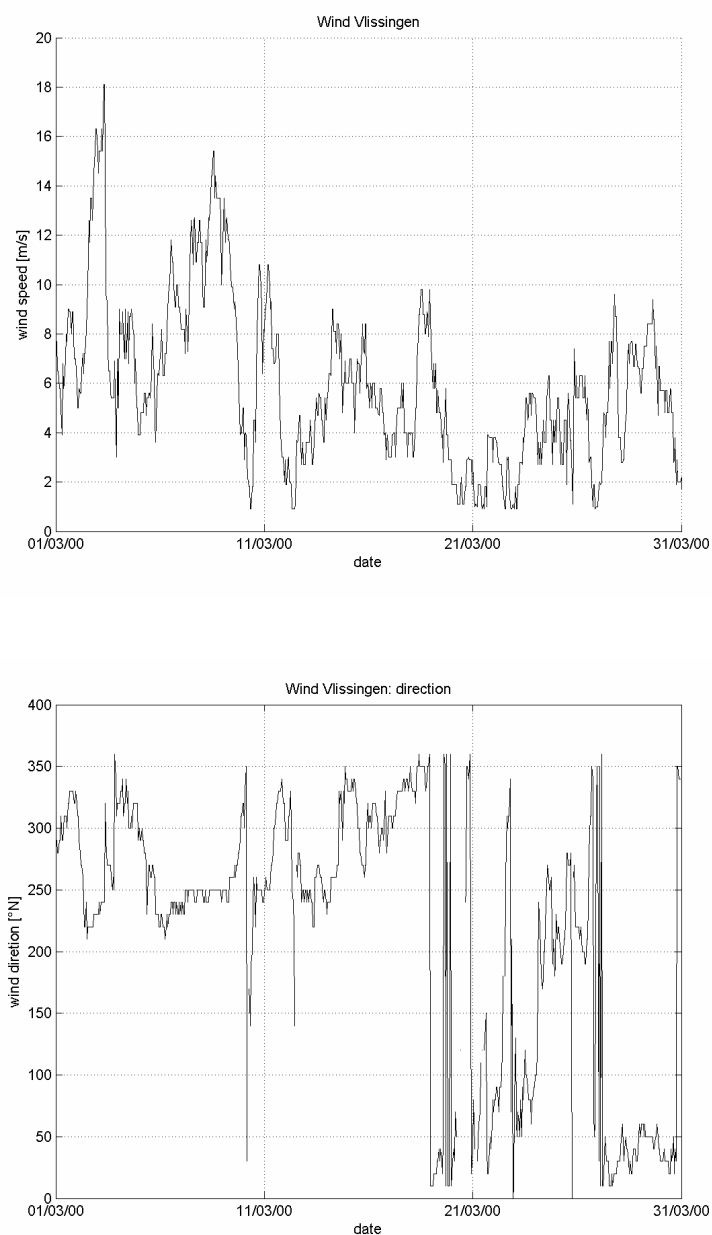 Wind Vlissingen
20
18
16
14
12
10
8
6
4
2
0
wind speed [m/s]
01/03/00 11/03/00 21/03/00 31/03/00
date
Wind Vlissingen: direction
400
350
300
250
200
150
100
50
0
wind diretion [°N]
01/03/00 11/03/00 21/03/00 31/03/00
date